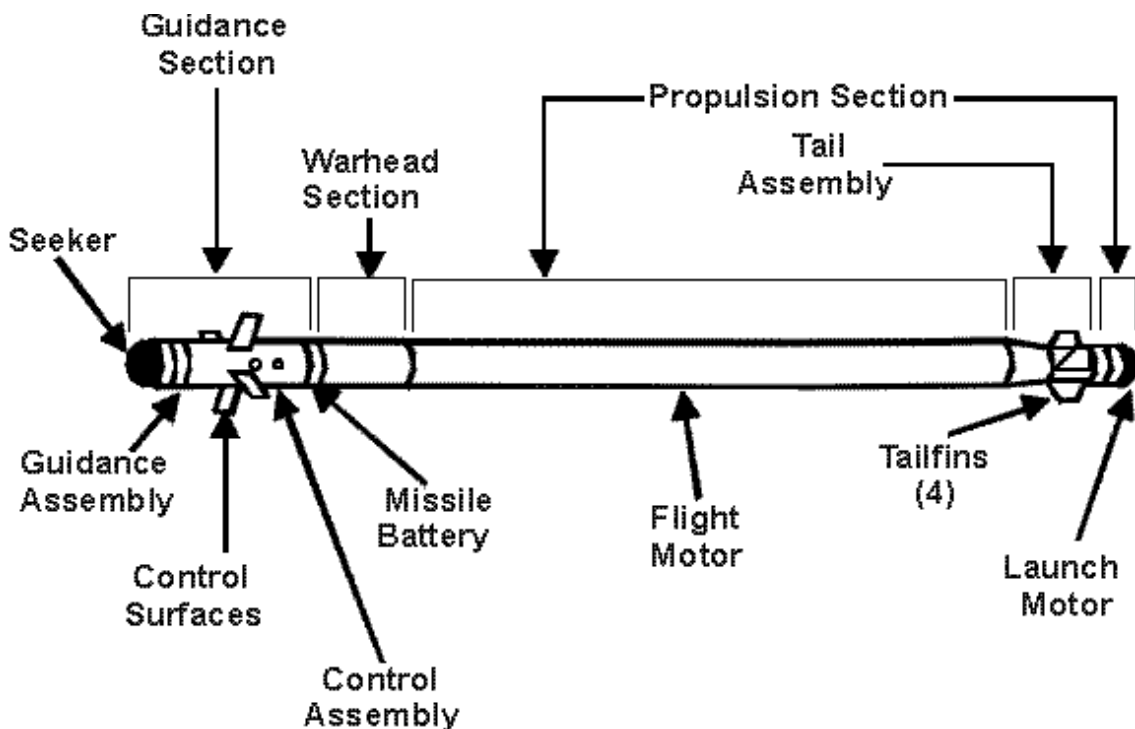 Guidance
Section
Propulsion Section
Tail
Assembly
Warhead
Section
Seeker
Guidance
Assembly
Control
Surfaces
Control
Assembly
Missile
Battery
Flight
Motor
Tailfins
(4)
Launch
Motor